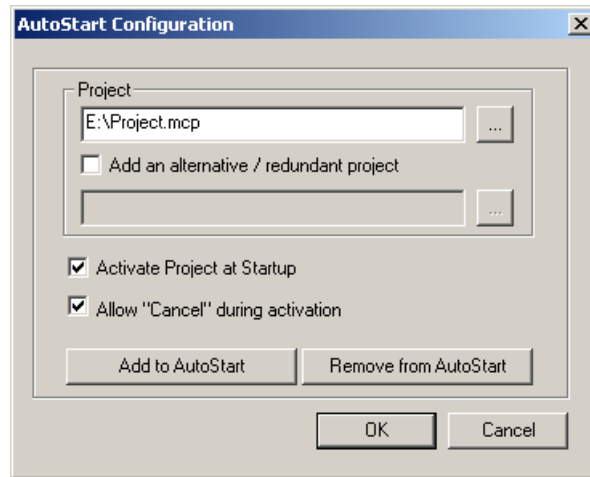 AutoStart Configuration
Project
E:\Project.mcp
...
Add an alternative / redundant project
...
Activate Project at Startup
Allow "Cancel" during activation
Add to AutoStart
Remove from AutoStart
OK
Cancel